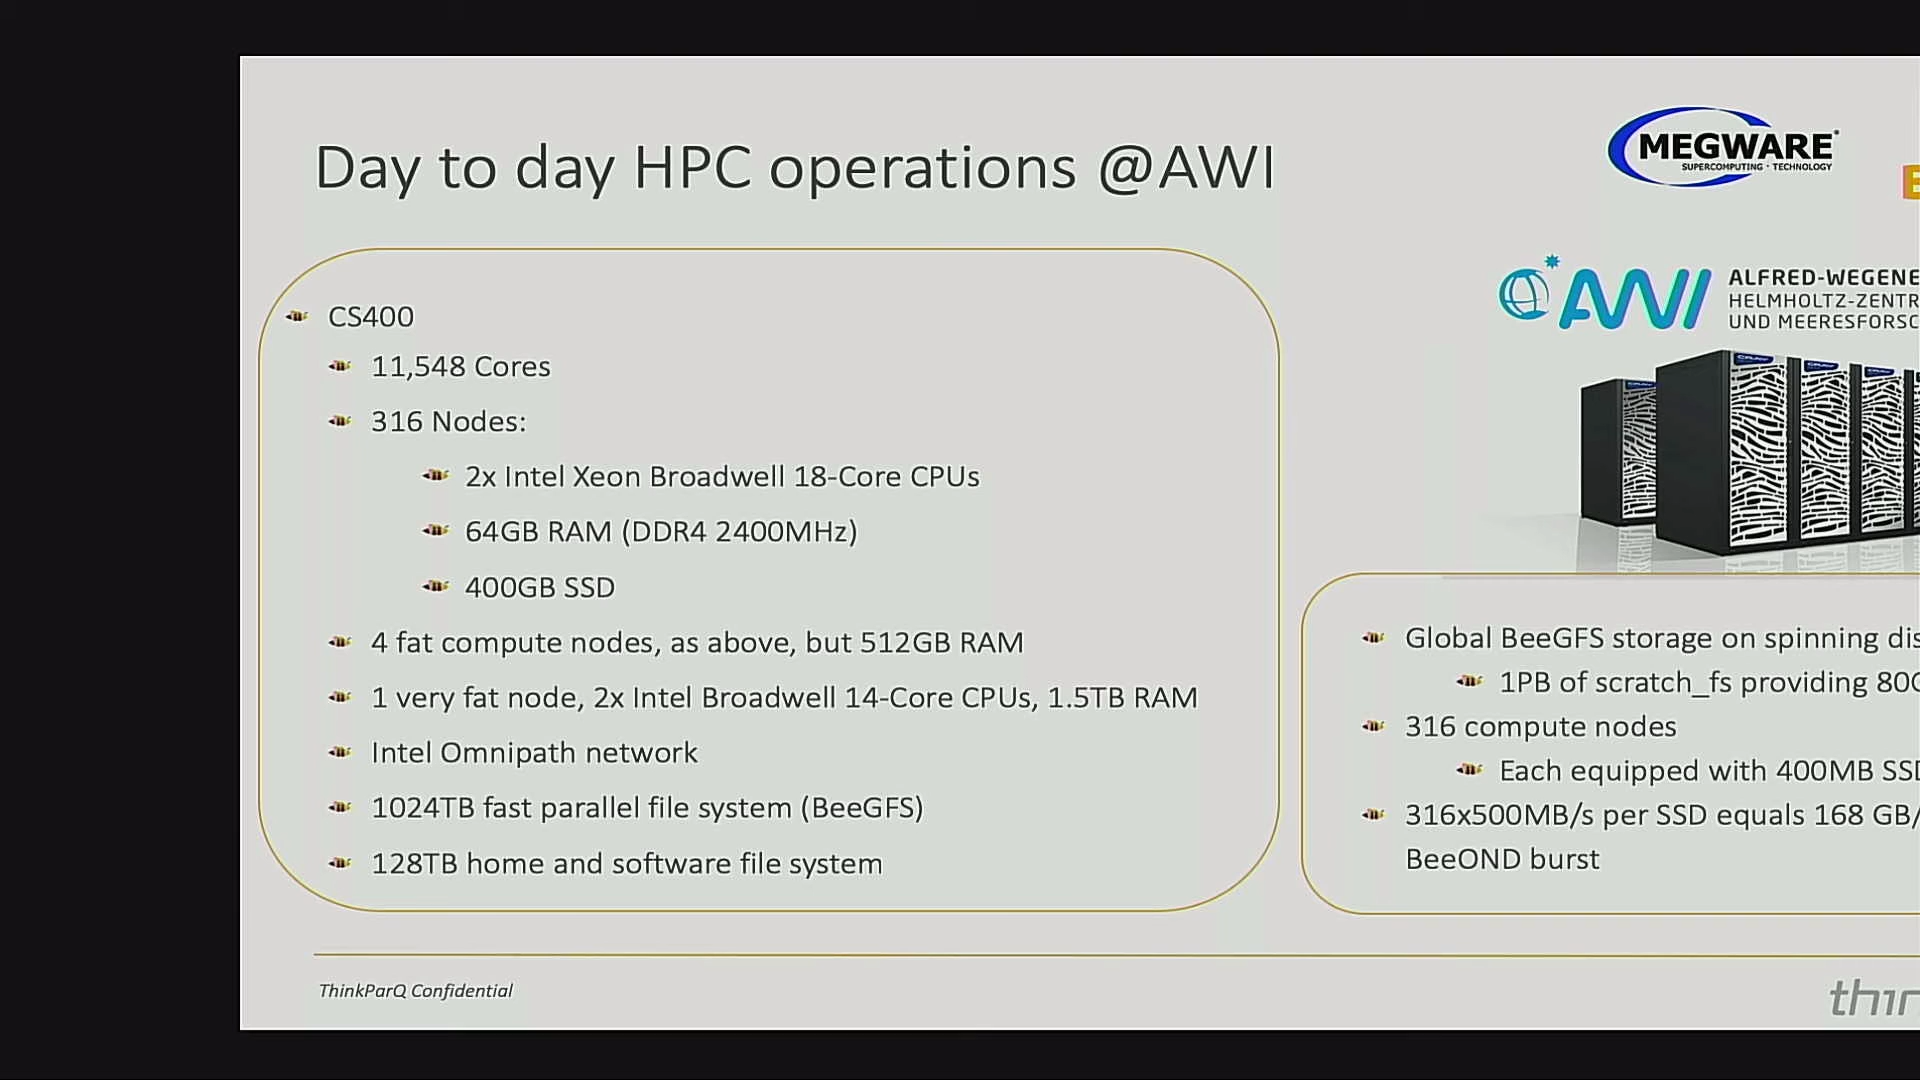 Day to day HPC operations @AWI
MEGWARE
SUPERCOMPUTING · TECHNOLOGY
AWI
ALFRED-WEGENE
HELMHOLTZ-ZENTR
UND MEERESFORSC
CS400
11,548 Cores
316 Nodes:
2x Intel Xeon Broadwell 18-Core CPUs
64GB RAM (DDR4 2400MHz)
400GB SSD
4 fat compute nodes, as above, but 512GB RAM
1 very fat node, 2x Intel Broadwell 14-Core CPUs, 1.5TB RAM
Intel Omnipath network
1024TB fast parallel file system (BeeGFS)
128TB home and software file system
Global BeeGFS storage on spinning dis
1PB of scratch_fs providing 80G
316 compute nodes
Each equipped with 400MB SSD
316x500MB/s per SSD equals 168 GB/
BeeOND burst
ThinkParQ Confidential
thin